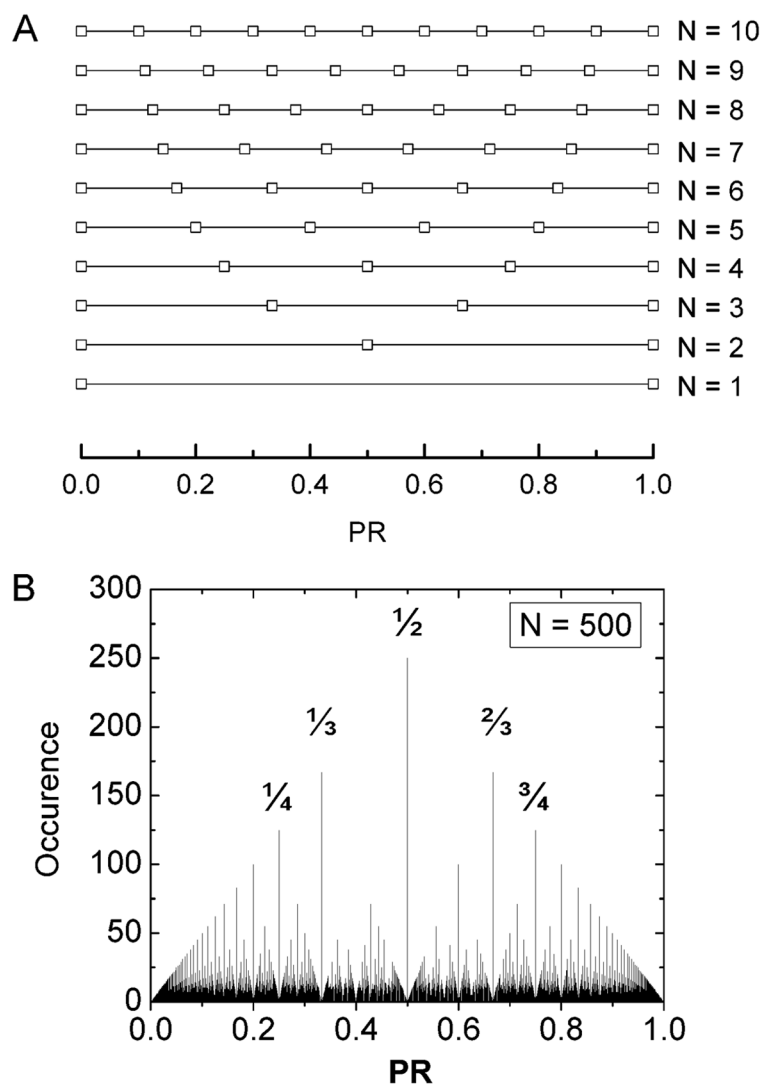 A
N = 10
N = 9
N = 8
N = 7
N = 6
N = 5
N = 4
N = 3
N = 2
N = 1
0.0 0.2 0.4 0.6 0.8 1.0
PR
B
300
N = 500
½
250
200
⅓ ⅔
150
¼ ¾
100
50
0
Occurence
0.0 0.2 0.4 0.6 0.8 1.0
PR